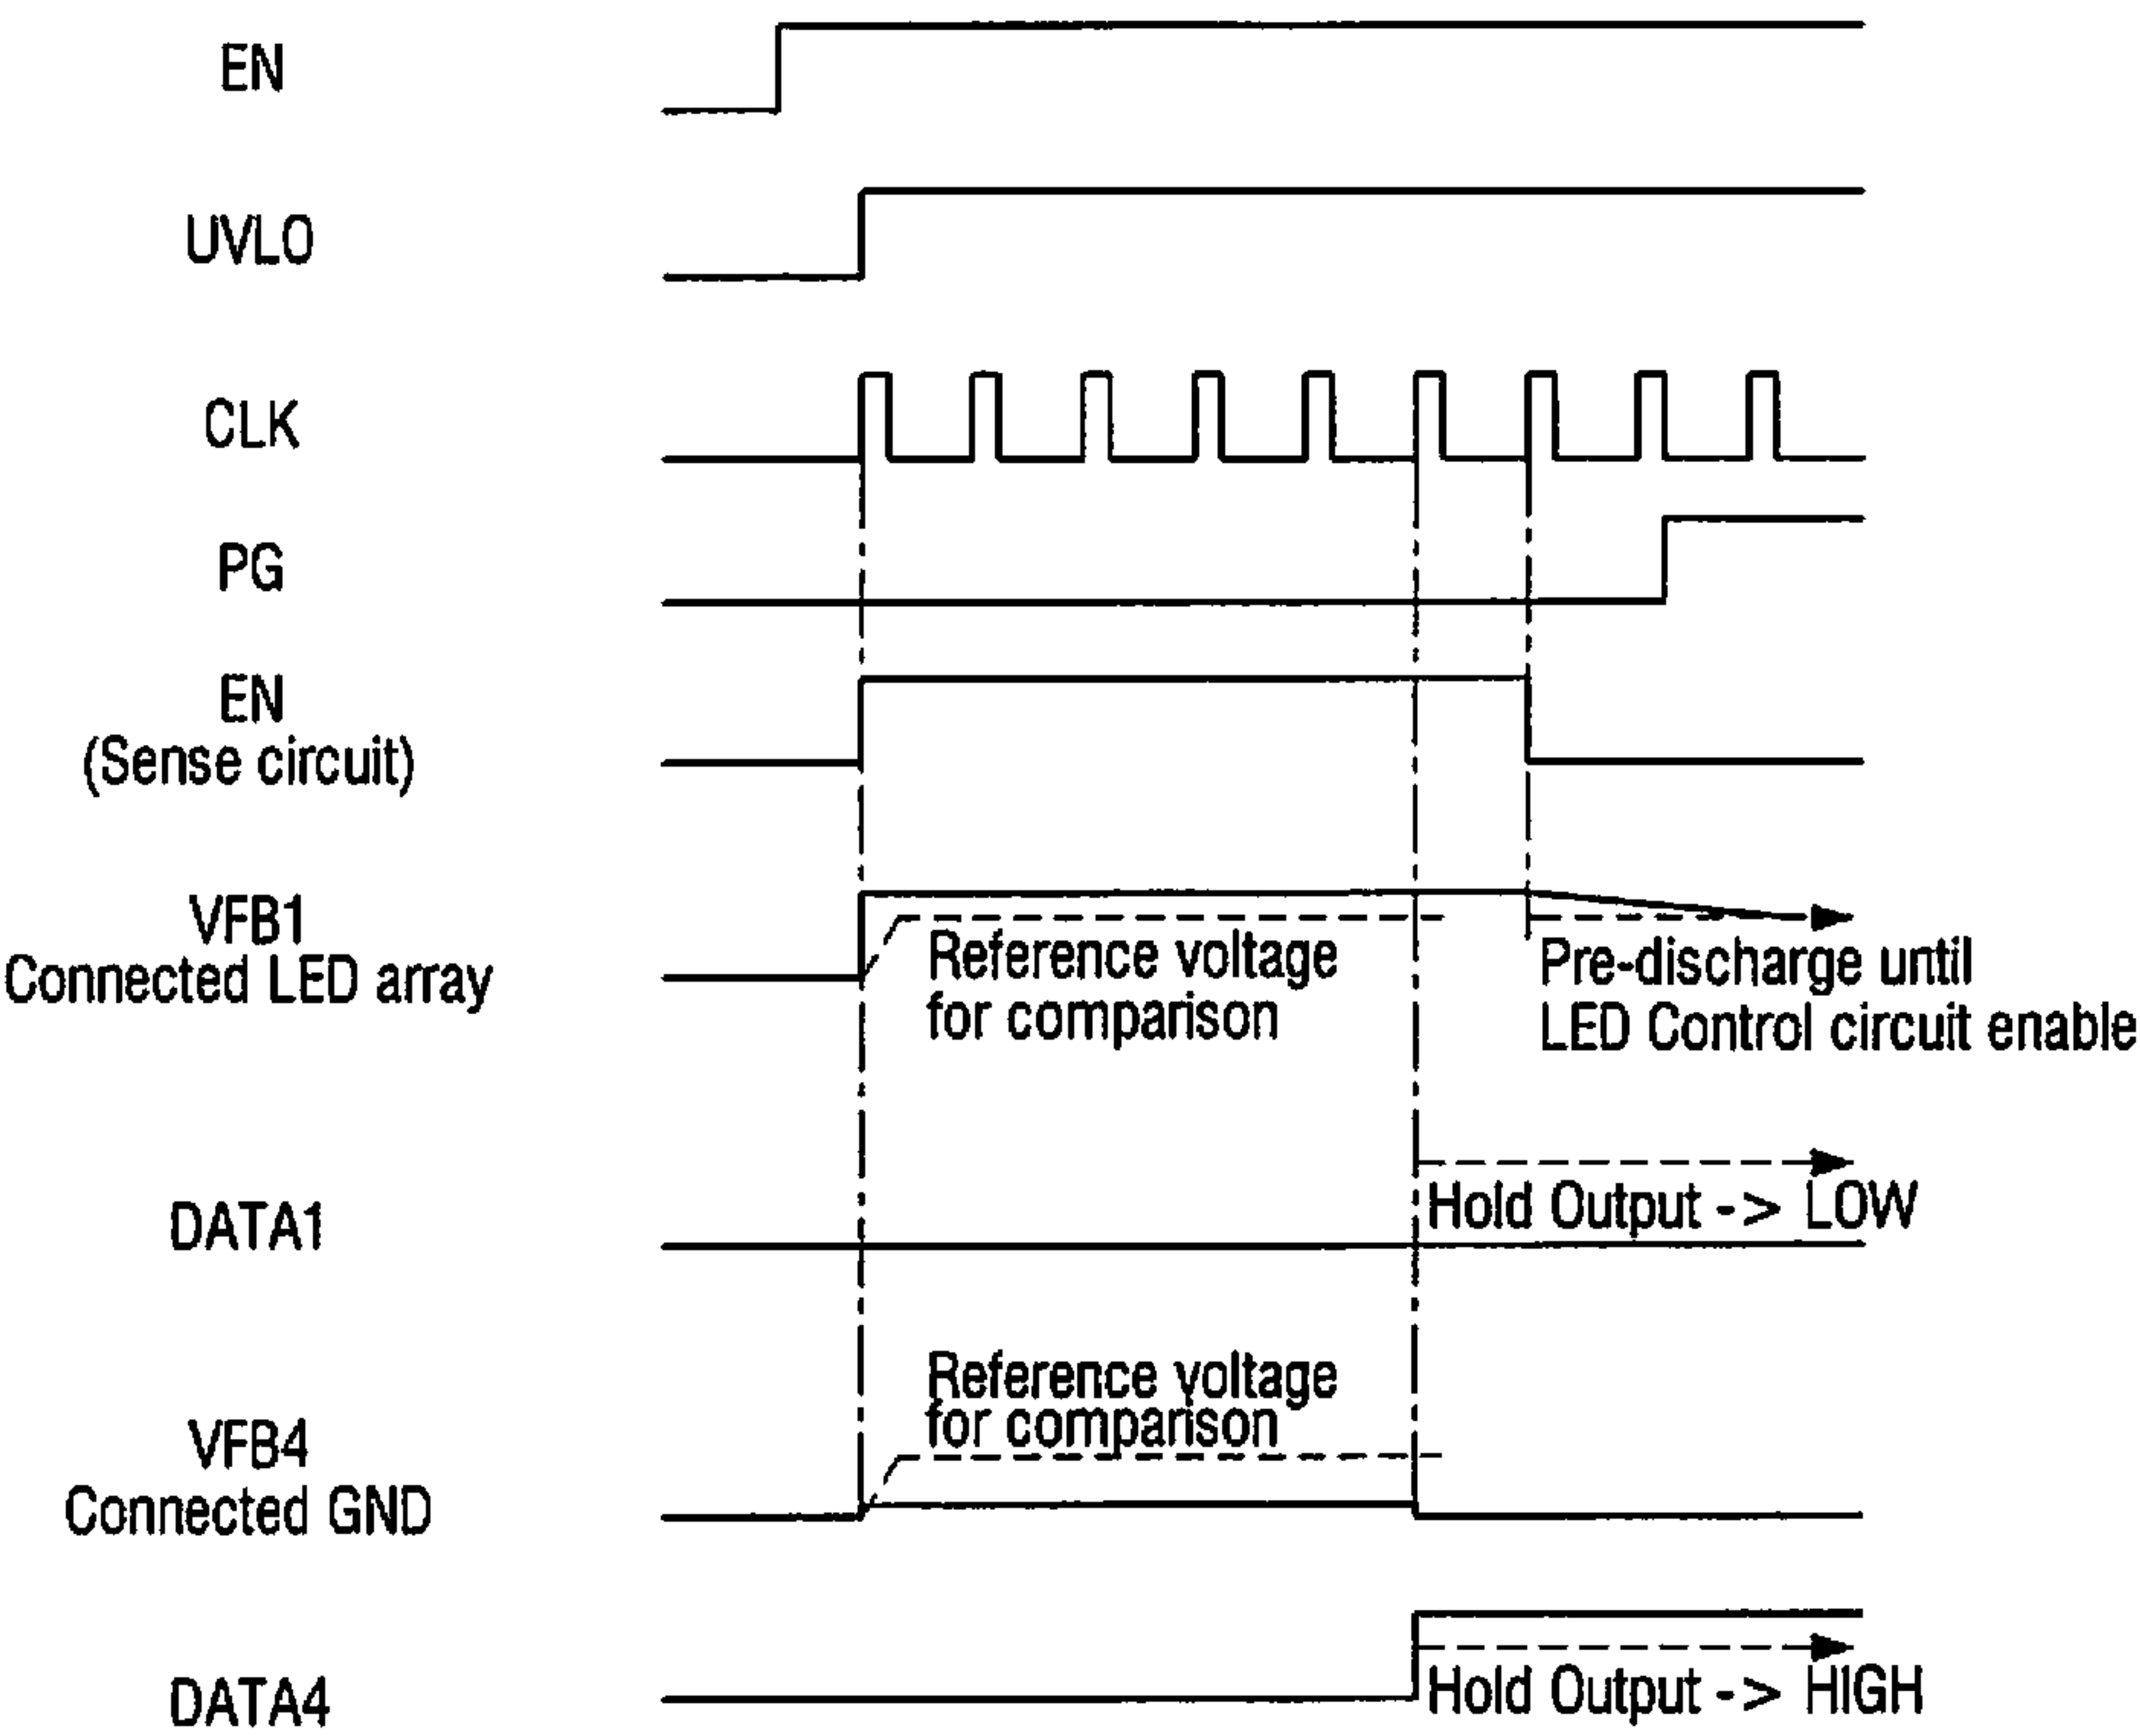 EN
UVLO
CLK
PG
EN
(Sense circuit)
VFB1
Connected LED array
Reference voltage
for comparison
Pre-discharge until
LED Control circuit enable
DATA1
Hold Output -> LOW
VFB4
Connected GND
Reference voltage
for comparison
DATA4
Hold Output -> HIGH